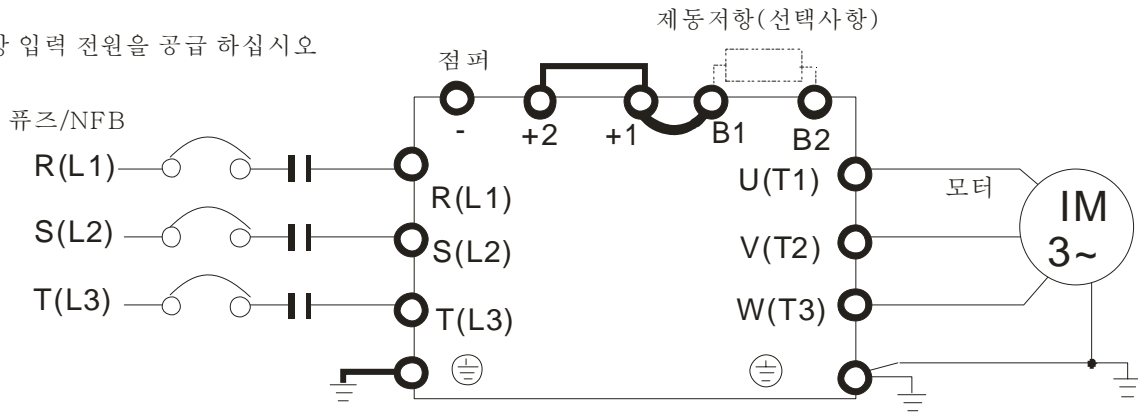 제동저항(선택사항)
입력 전원을 공급 하십시오
점퍼
- +2 +1 B1 B2
퓨즈/NFB
R(L1) R(L1) U(T1) 모터 IM
S(L2) S(L2) V(T2) 3~
T(L3) T(L3) W(T3)